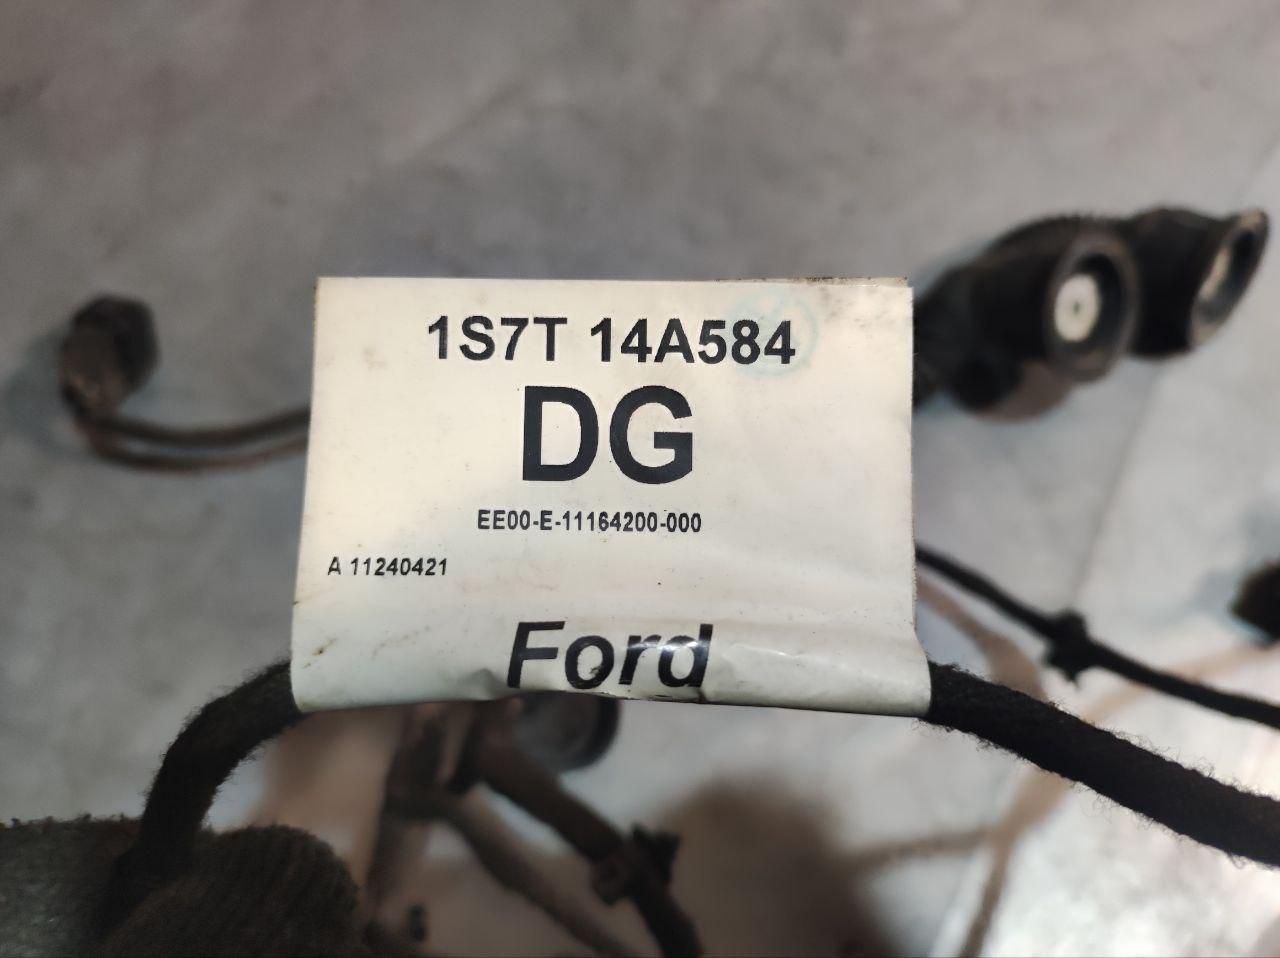 1S7T 14A584
DG
EE00-E-11164200-000
A 11240421
Ford